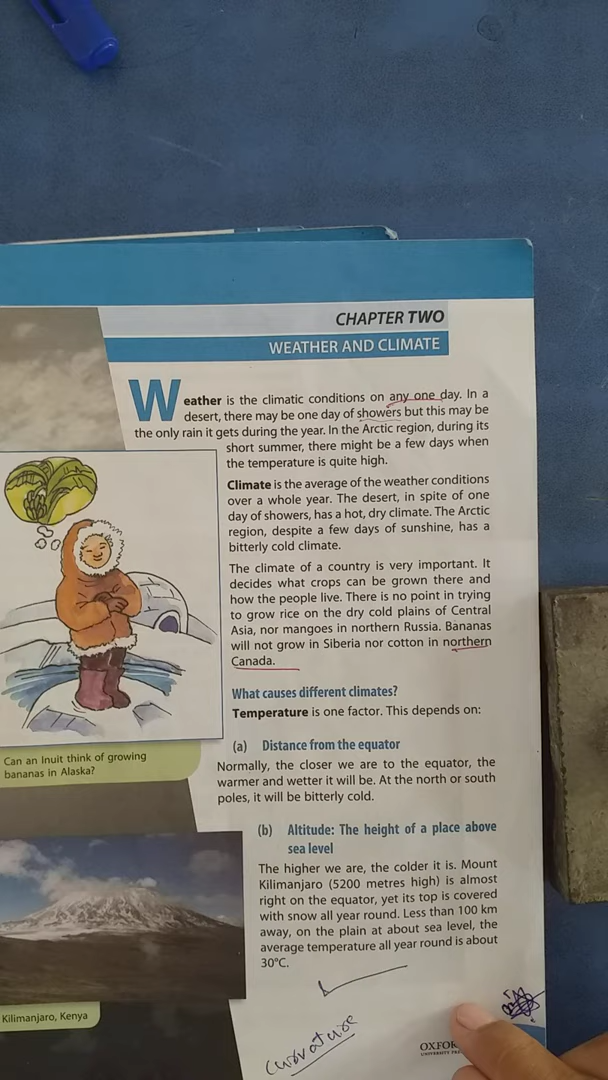 CHAPTER TWO
WEATHER AND CLIMATE
Weather is the climatic conditions on any one day. In a
desert, there may be one day of showers but this may be
the only rain it gets during the year. In the Arctic region, during its
short summer, there might be a few days when
the temperature is quite high.
Climate is the average of the weather conditions
over a whole year. The desert, in spite of one
day of showers, has a hot, dry climate. The Arctic
region, despite a few days of sunshine, has a
bitterly cold climate.
The climate of a country is very important. It
decides what crops can be grown there and
how the people live. There is no point in trying
to grow rice on the dry cold plains of Central
Asia, nor mangoes in northern Russia. Bananas
will not grow in Siberia nor cotton in northern
Canada.
What causes different climates?
Temperature is one factor. This depends on:
(a) Distance from the equator
Normally, the closer we are to the equator, the
warmer and wetter it will be. At the north or south
poles, it will be bitterly cold.
(b) Altitude: The height of a place above
sea level
The higher we are, the colder it is. Mount
Kilimanjaro (5200 metres high) is almost
right on the equator, yet its top is covered
with snow all year round. Less than 100 km
away, on the plain at about sea level, the
average temperature all year round is about
30°C.
Can an Inuit think of growing
bananas in Alaska?
Kilimanjaro, Kenya
curvature
OXFOR
UNIVERSITY PRE